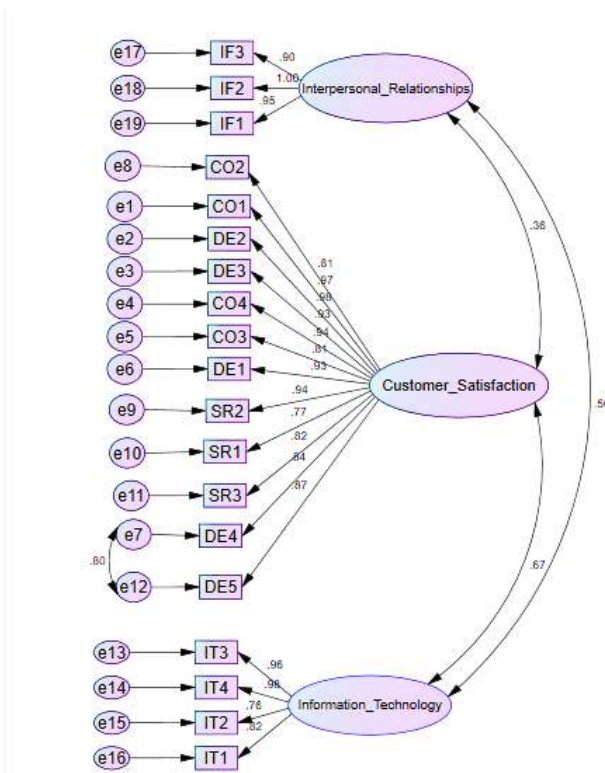 e17 IF3 .90
e18 IF2 1.00 Interpersonal_Relationships
e19 IF1 .95
e8 CO2
e1 CO1
e2 DE2 .36
e3 DE3 .81
.97
.98
e4 CO4 .93
.94
e5 CO3 .81
e6 DE1 .93
Customer_Satisfaction
e9 SR2 .94
.77
e10 SR1 .82
e11 SR3 .84
.87
e7 DE4
.80 .67
e12 DE5
e13 IT3 .96
e14 IT4 .98
Information_Technology
e15 IT2 .76
.82
e16 IT1